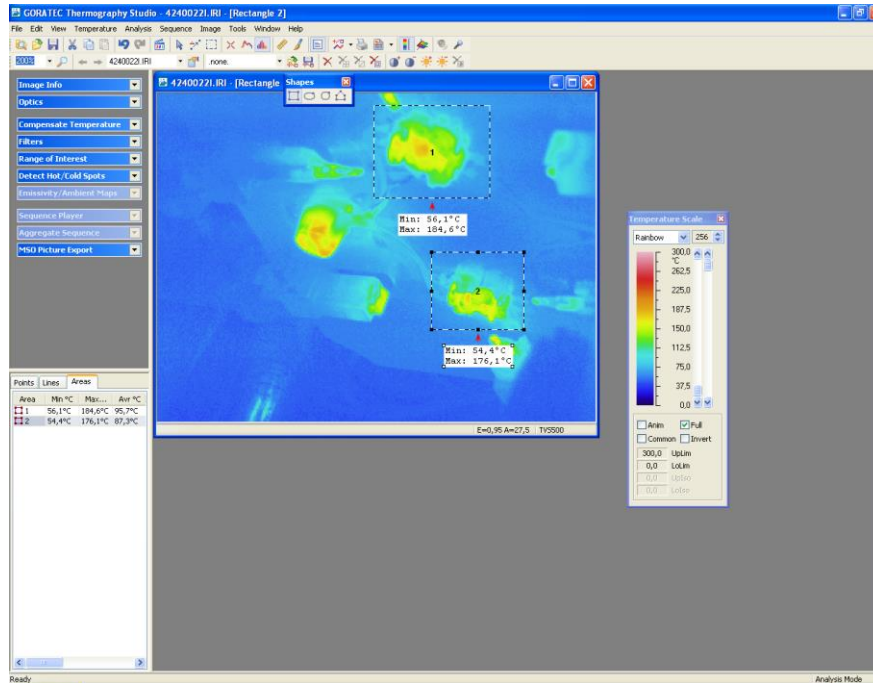 GORATEC Thermography Studio - 4240022I.IRI - [Rectangle 2]
File Edit View Temperature Analysis Sequence Image Tools Window Help
200% 4240022I.IRI none.
Image Info
Optics
Compensate Temperature
Filters
Range of Interest
Detect Hot/Cold Spots
Emissivity/Ambient Maps
Sequence Player
Aggregate Sequence
MSO Picture Export
4240022I.IRI - [Rectangle
Shapes
1
Min: 56,1°C
Max: 184,6°C
2
Min: 54,4°C
Max: 176,1°C
E=0,95 A=27,5 TVS500
Temperature Scale
Rainbow 256
300,0
°C
262,5
225,0
187,5
150,0
112,5
75,0
37,5
0,0
Anim Full
Common Invert
300,0 UpLim
0,0 LoLim
0,0 UpIso
0,0 LoIso
Points Lines Areas
Area Min °C Max... Avr °C
1 56,1°C 184,6°C 95,7°C
2 54,4°C 176,1°C 87,3°C
Ready Analysis Mode